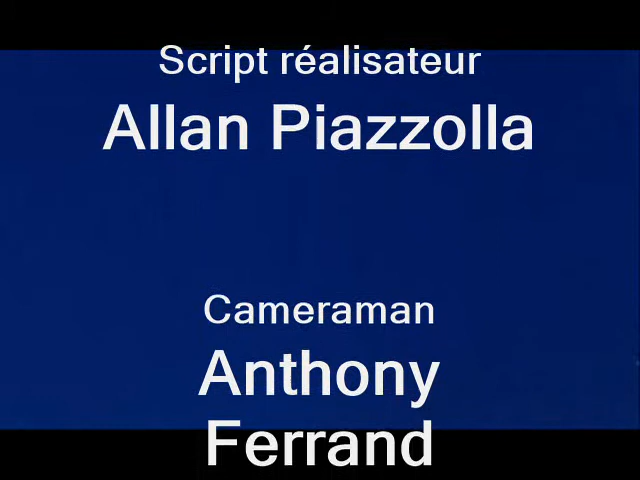 Script réalisateur
Allan Piazzolla
Cameraman
Anthony
Ferrand